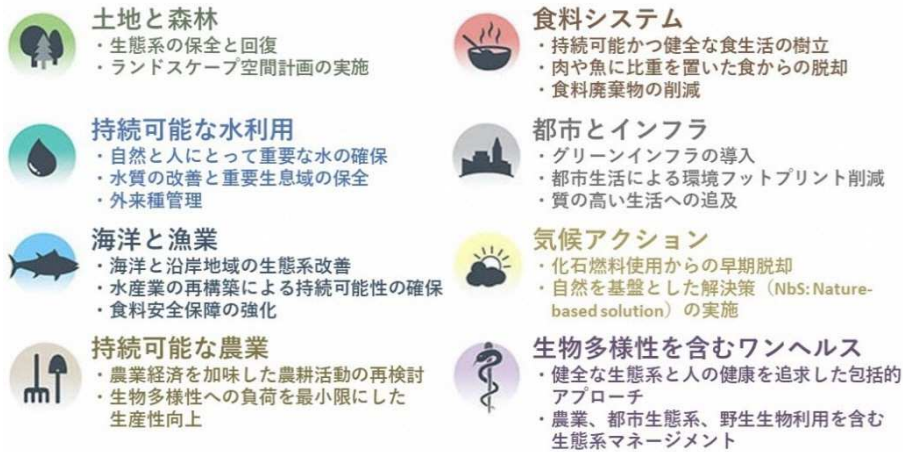 土地と森林
・生態系の保全と回復
・ランドスケープ空間計画の実施
持続可能な水利用
・自然と人にとって重要な水の確保
・水質の改善と重要生息域の保全
・外来種管理
海洋と漁業
・海洋と沿岸地域の生態系改善
・水産業の再構築による持続可能性の確保
・食料安全保障の強化
持続可能な農業
・農業経済を加味した農耕活動の再検討
・生物多様性への負荷を最小限にした
生産性向上
食料システム
・持続可能かつ健全な食生活の樹立
・肉や魚に比重を置いた食からの脱却
・食料廃棄物の削減
都市とインフラ
・グリーンインフラの導入
・都市生活による環境フットプリント削減
・質の高い生活への追及
気候アクション
・化石燃料使用からの早期脱却
・自然を基盤とした解決策（NbS: Nature-
based solution）の実施
生物多様性を含むワンヘルス
・健全な生態系と人の健康を追求した包括的
アプローチ
・農業、都市生態系、野生生物利用を含む
生態系マネージメント